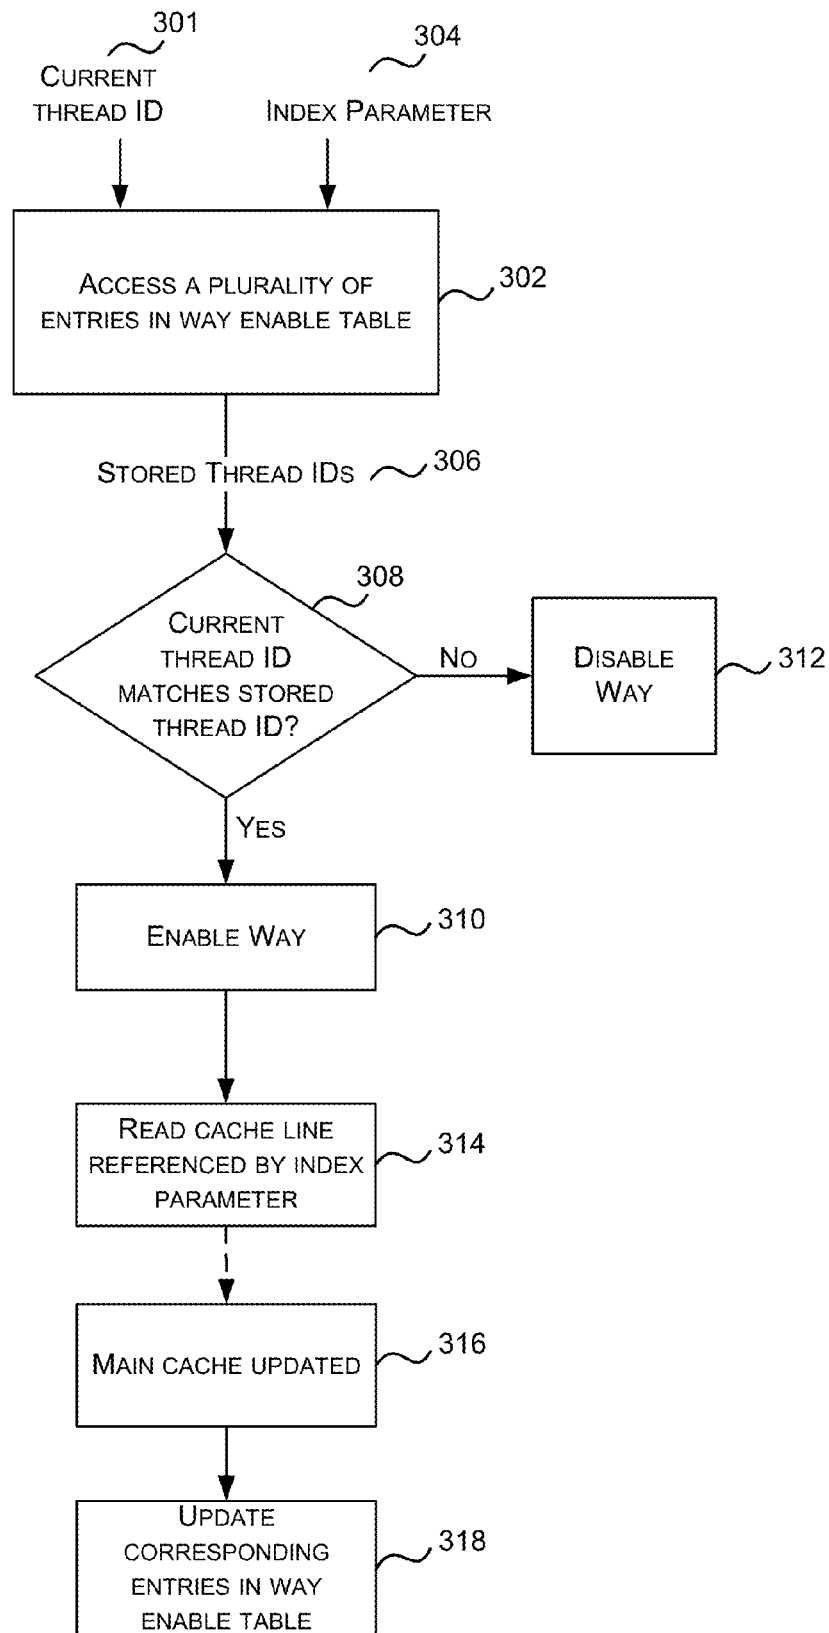 301
304
CURRENT
THREAD ID
INDEX PARAMETER
ACCESS A PLURALITY OF
ENTRIES IN WAY ENABLE TABLE
302
STORED THREAD IDS
306
308
CURRENT
THREAD ID
MATCHES STORED
THREAD ID?
NO
DISABLE
WAY
312
YES
ENABLE WAY
310
READ CACHE LINE
REFERENCED BY INDEX
PARAMETER
314
MAIN CACHE UPDATED
316
UPDATE
CORRESPONDING
ENTRIES IN WAY
ENABLE TABLE
318